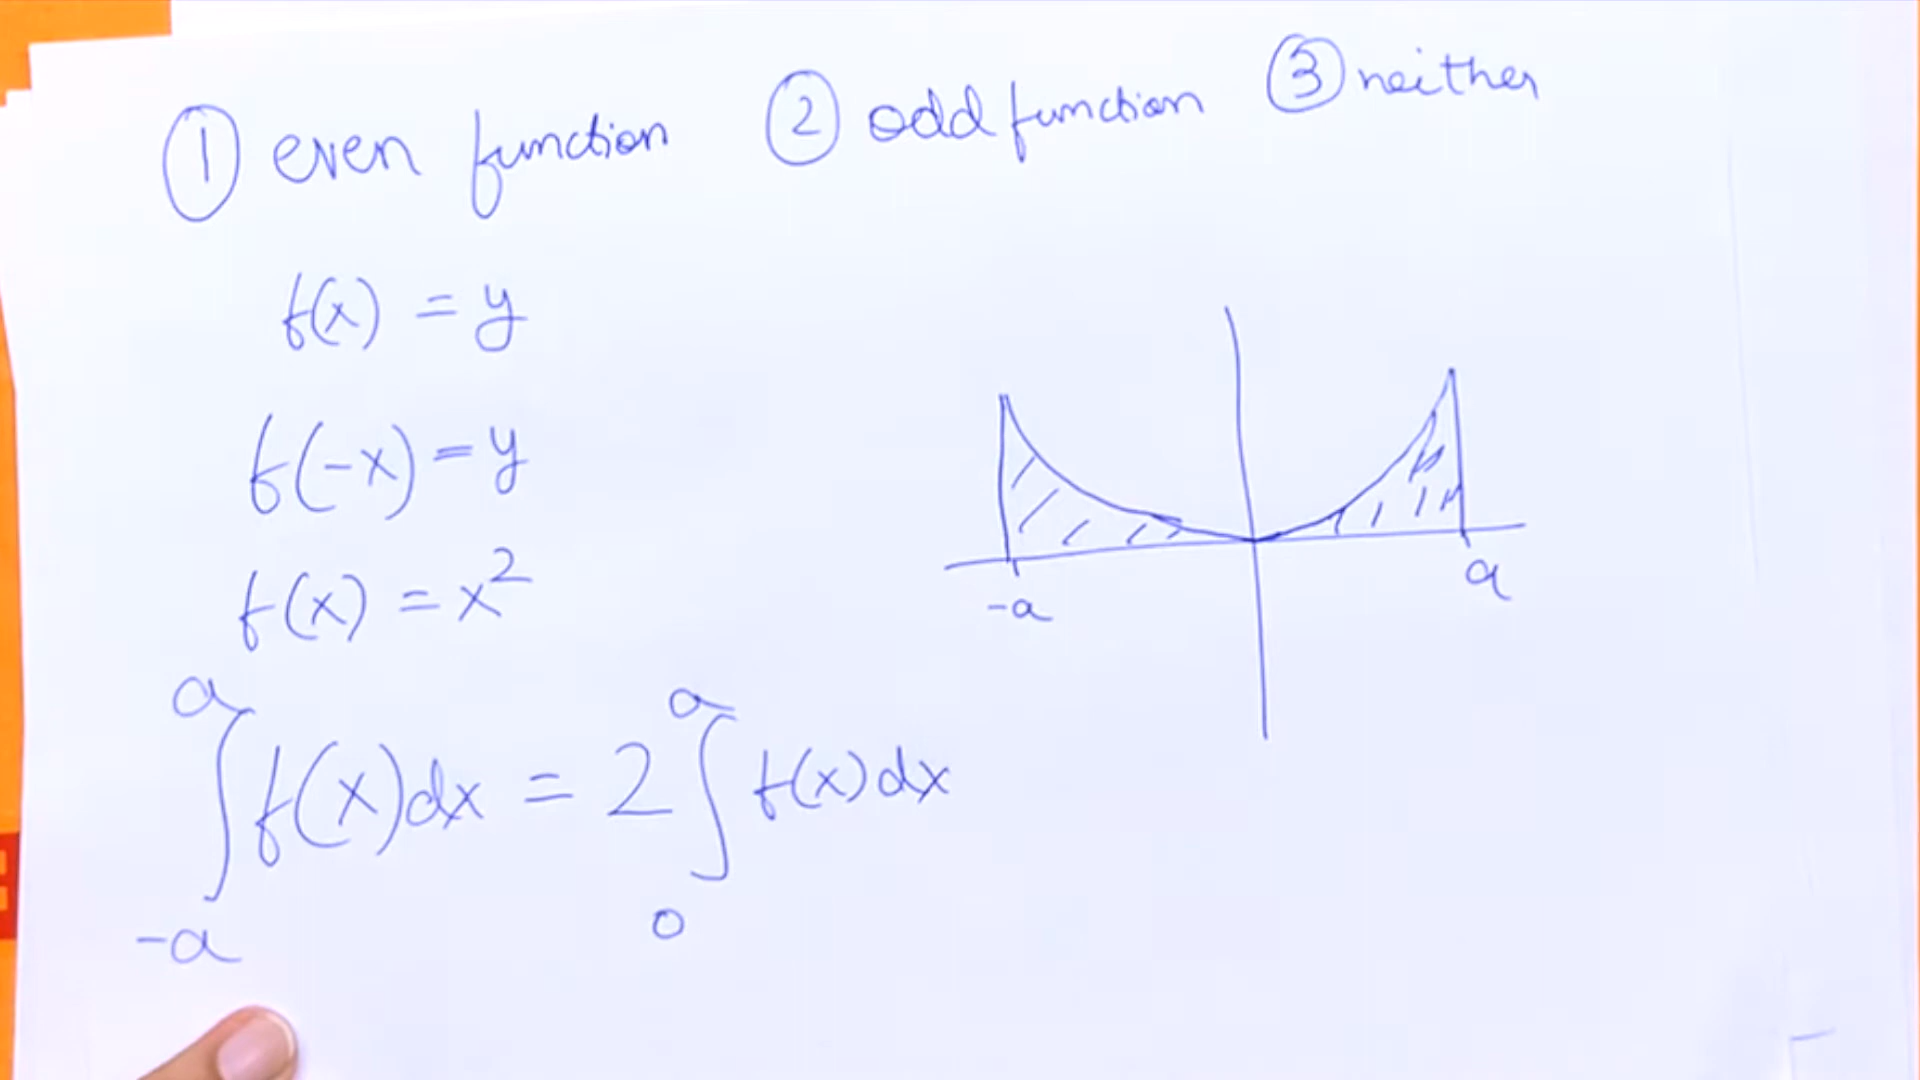 ① even function ② odd function ③ neither
f(x) = y
f(-x) = y
f(x) = x²
∫_{-a}^{a} f(x)dx = 2 ∫_{0}^{a} f(x)dx
-a a